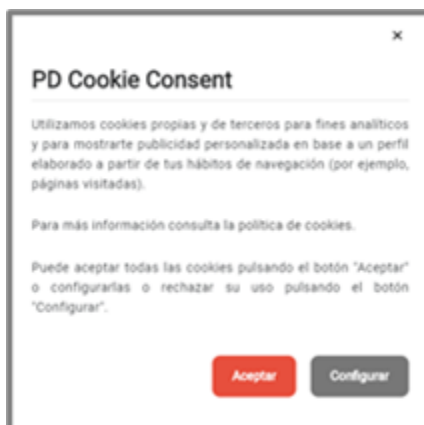 ×
PD Cookie Consent
Utilizamos cookies propias y de terceros para fines analíticos
y para mostrarte publicidad personalizada en base a un perfil
elaborado a partir de tus hábitos de navegación (por ejemplo,
páginas visitadas).
Para más información consulta la política de cookies.
Puede aceptar todas las cookies pulsando el botón "Aceptar"
o configurarlas o rechazar su uso pulsando el botón
"Configurar".
Aceptar Configurar